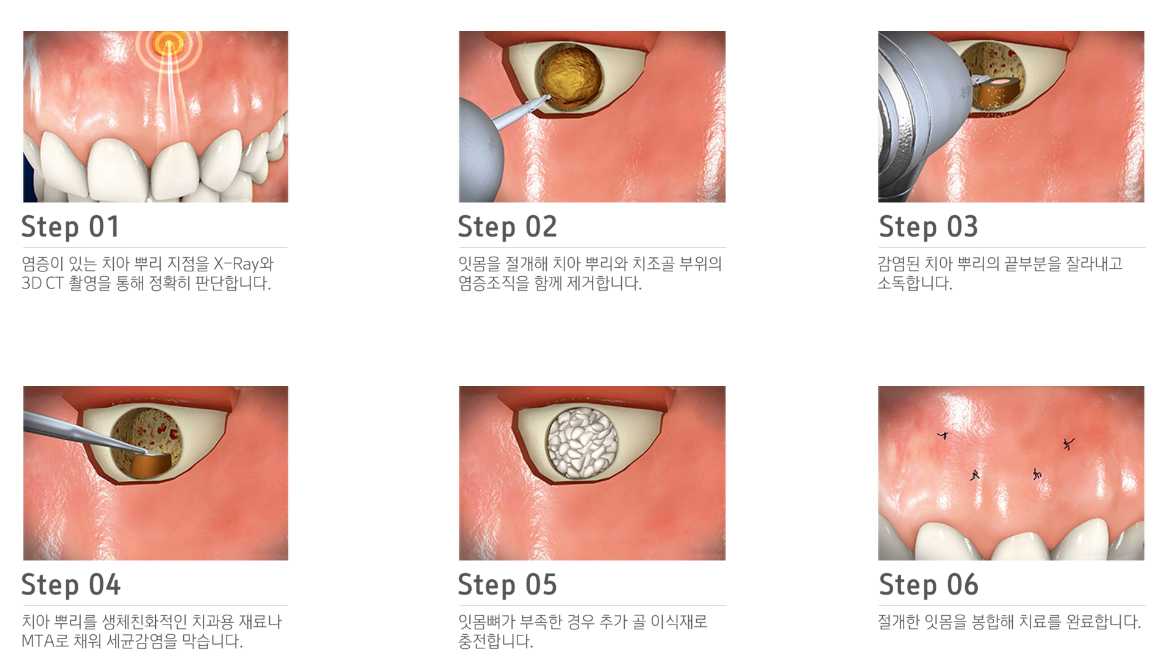 Step 01
염증이 있는 치아 뿌리 지점을 X-Ray와
3D CT 촬영을 통해 정확히 판단합니다.
Step 02
잇몸을 절개해 치아 뿌리와 치조골 부위의
염증조직을 함께 제거합니다.
Step 03
감염된 치아 뿌리의 끝부분을 잘라내고
소독합니다.
Step 04
치아 뿌리를 생체친화적인 치과용 재료나
MTA로 채워 세균감염을 막습니다.
Step 05
잇몸뼈가 부족한 경우 추가 골 이식재로
충전합니다.
Step 06
절개한 잇몸을 봉합해 치료를 완료합니다.